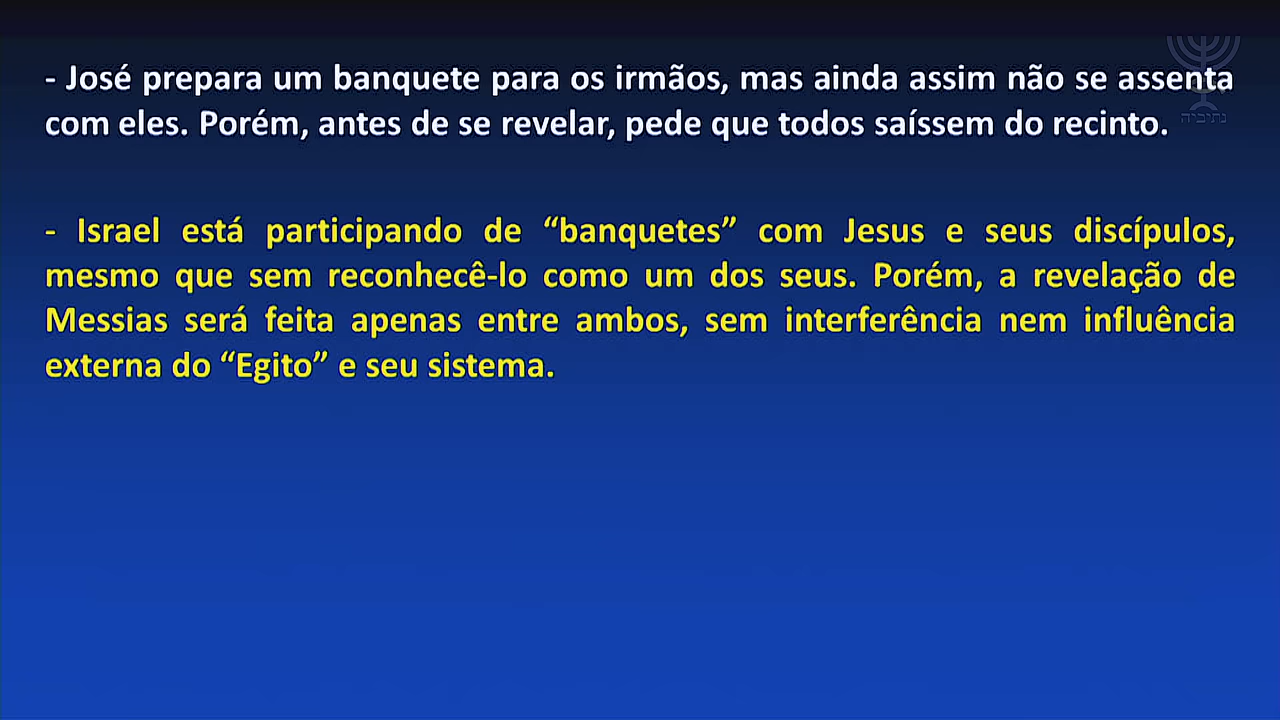 - José prepara um banquete para os irmãos, mas ainda assim não se assenta
com eles. Porém, antes de se revelar, pede que todos saíssem do recinto.
נתיביה
- Israel está participando de “banquetes” com Jesus e seus discípulos,
mesmo que sem reconhecê-lo como um dos seus. Porém, a revelação de
Messias será feita apenas entre ambos, sem interferência nem influência
externa do “Egito” e seu sistema.